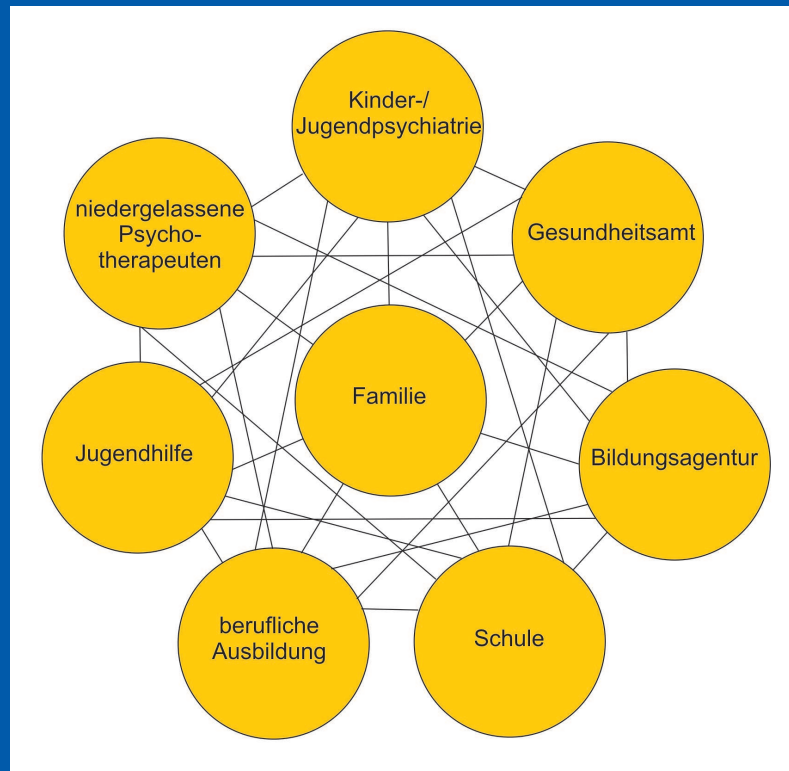 Kinder-/
Jugendpsychiatrie
niedergelassene
Psycho-
therapeuten
Gesundheitsamt
Familie
Jugendhilfe
Bildungsagentur
berufliche
Ausbildung
Schule